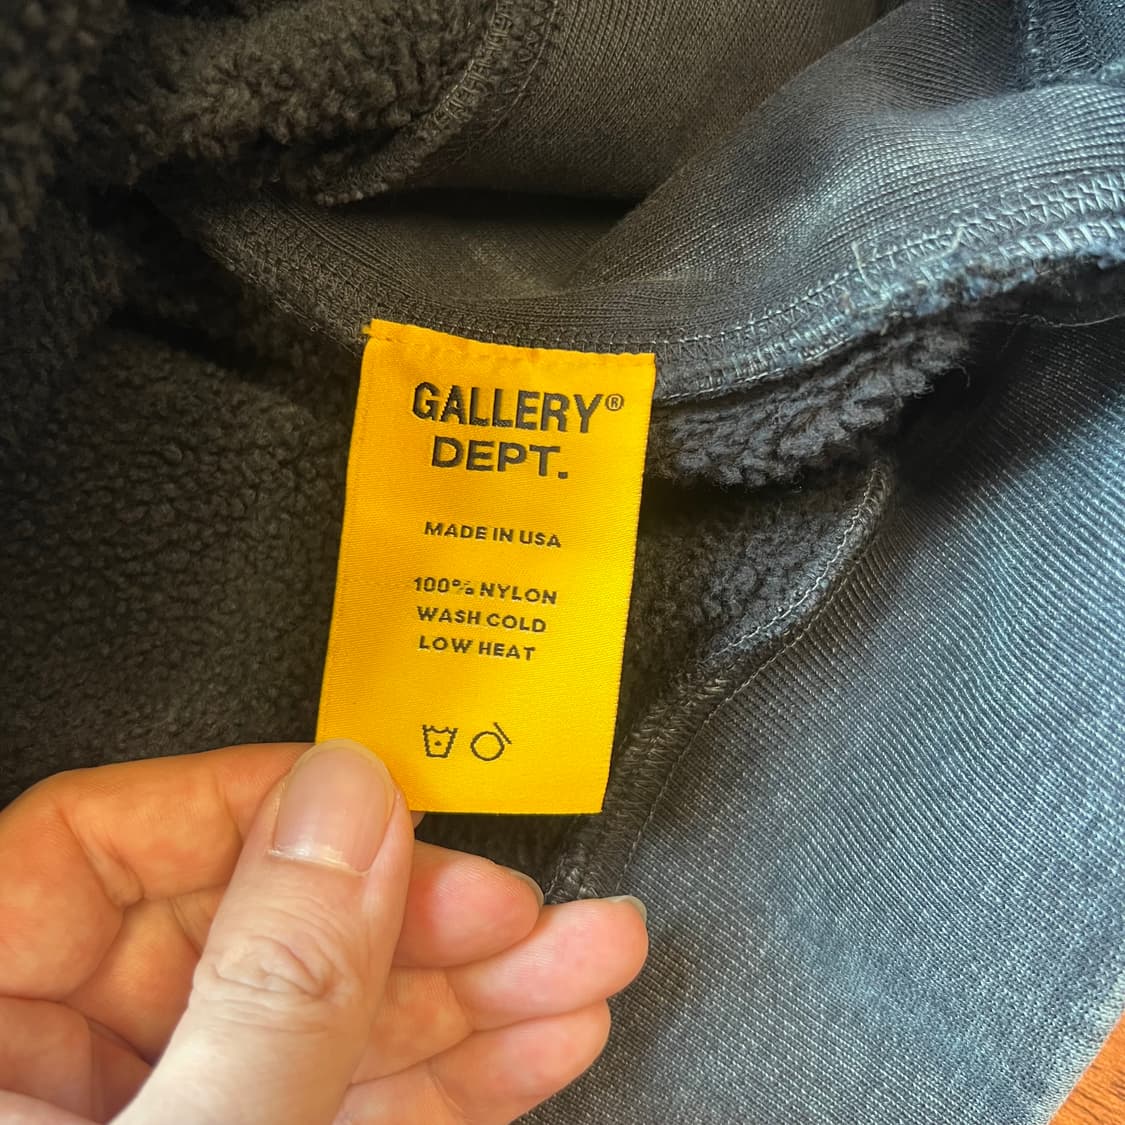 GALLERY®
DEPT.
MADE IN USA
100% NYLON
WASH COLD
LOW HEAT